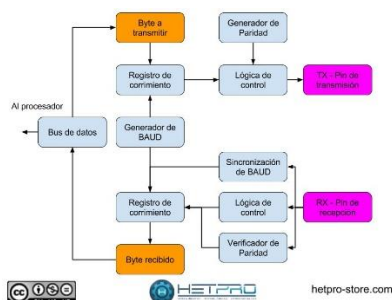 Byte a
transmitir
Generador de
Paridad
Registro de
corrimiento
Lógica de
control
TX - Pin de
transmisión
Al procesador
Bus de datos
Generador de
BAUD
Sincronización
de BAUD
Registro de
corrimiento
Lógica de
control
RX - Pin de
recepción
Verificador de
Paridad
Byte recibido
cc
HETPRO
hetpro-store.com